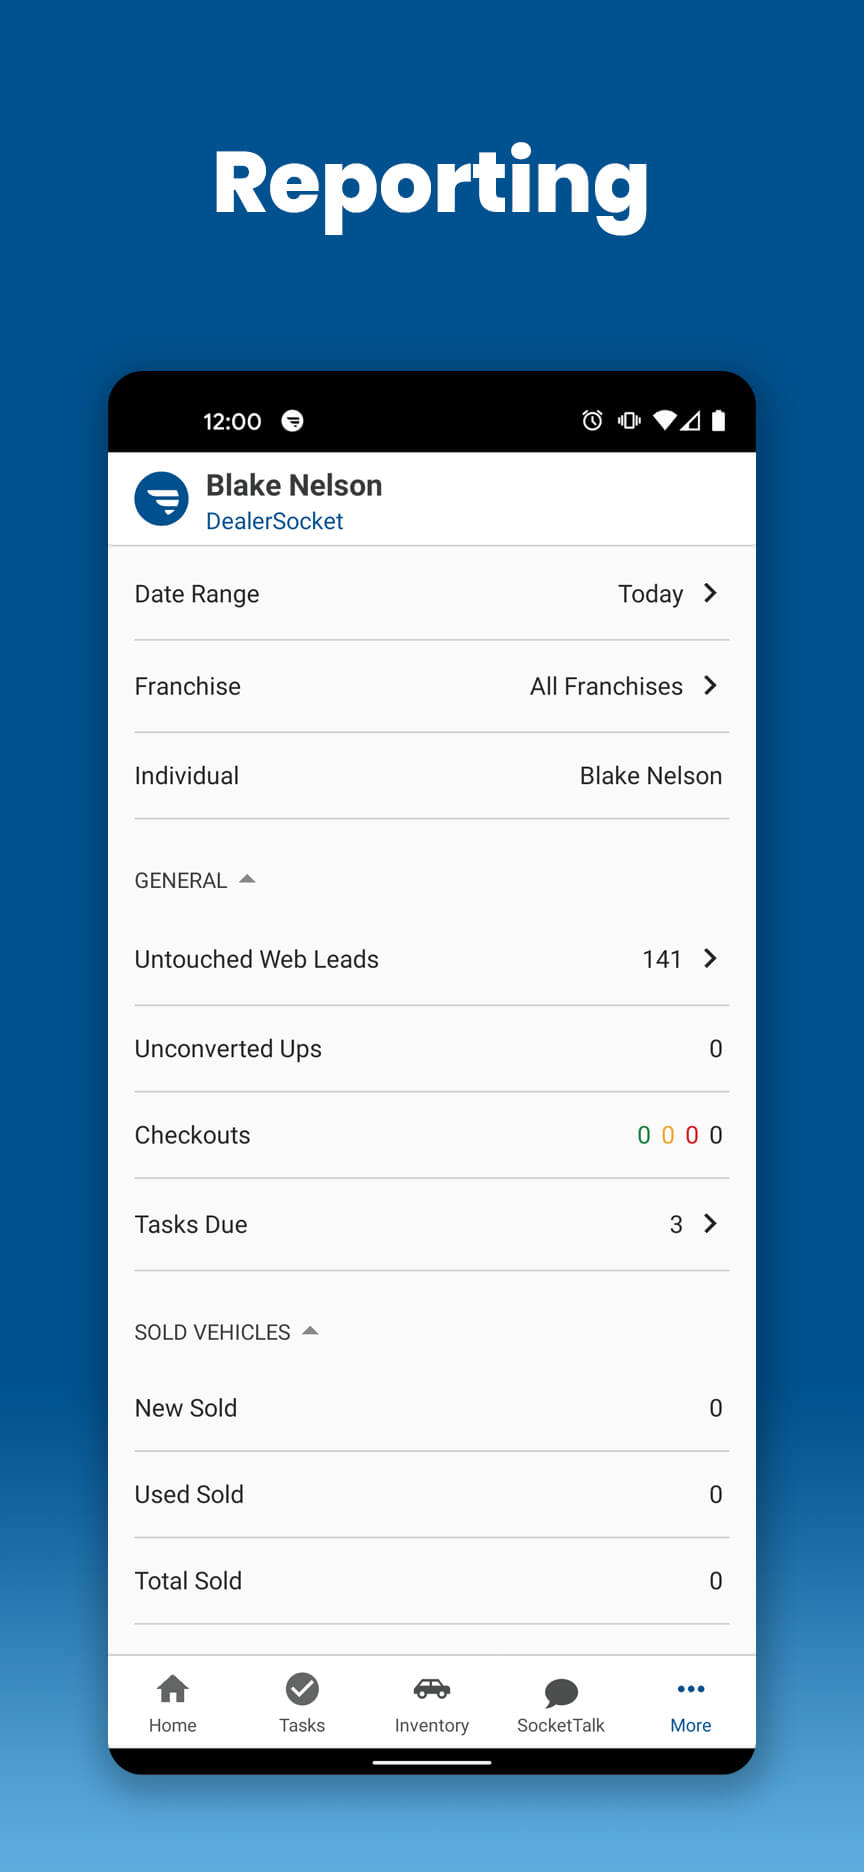 Reporting
12:00
Blake Nelson
DealerSocket
Date Range Today
Franchise All Franchises
Individual Blake Nelson
GENERAL
Untouched Web Leads 141
Unconverted Ups 0
Checkouts 0 0 0 0
Tasks Due 3
SOLD VEHICLES
New Sold 0
Used Sold 0
Total Sold 0
Home Tasks Inventory SocketTalk More